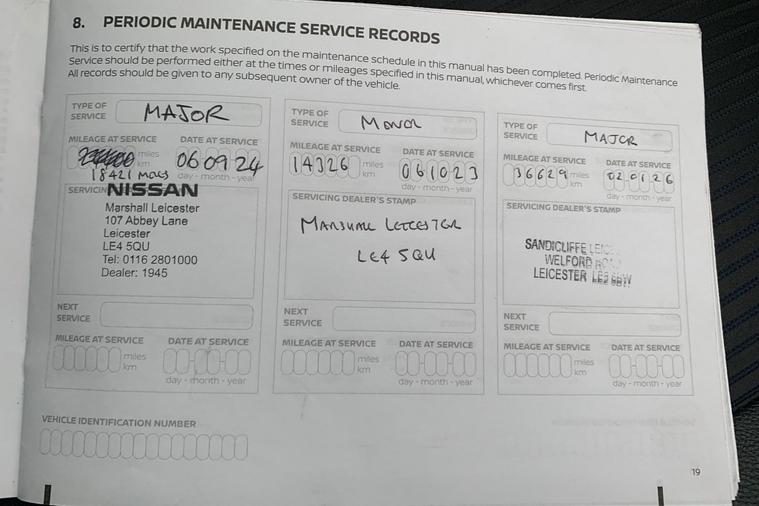 8. PERIODIC MAINTENANCE SERVICE RECORDS
This is to certify that the work specified on the maintenance schedule in this manual has been completed. Periodic Maintenance
Service should be performed either at the times or mileages specified in this manual, whichever comes first.
All records should be given to any subsequent owner of the vehicle.
TYPE OF
SERVICE
MAJOR
MILEAGE AT SERVICE
DATE AT SERVICE
miles
km
06 09 24
18421
day - month - year
SERVICIN
NISSAN
Marshall Leicester
107 Abbey Lane
Leicester
LE4 5QU
Tel: 0116 2801000
Dealer: 1945
NEXT
SERVICE
MILEAGE AT SERVICE
DATE AT SERVICE
miles
km
day - month - year
TYPE OF
SERVICE
MINOR
MILEAGE AT SERVICE
DATE AT SERVICE
14326
miles
km
061023
day - month - year
SERVICING DEALER'S STAMP
MARSHALL LEICESTER
LE4 5QU
NEXT
SERVICE
MILEAGE AT SERVICE
DATE AT SERVICE
miles
km
day - month - year
TYPE OF
SERVICE
MAJOR
MILEAGE AT SERVICE
DATE AT SERVICE
36629
miles
km
020126
day - month - year
SERVICING DEALER'S STAMP
SANDICLIFFE
WELFORD
LEICESTER
NEXT
SERVICE
MILEAGE AT SERVICE
DATE AT SERVICE
miles
km
day - month - year
VEHICLE IDENTIFICATION NUMBER
19